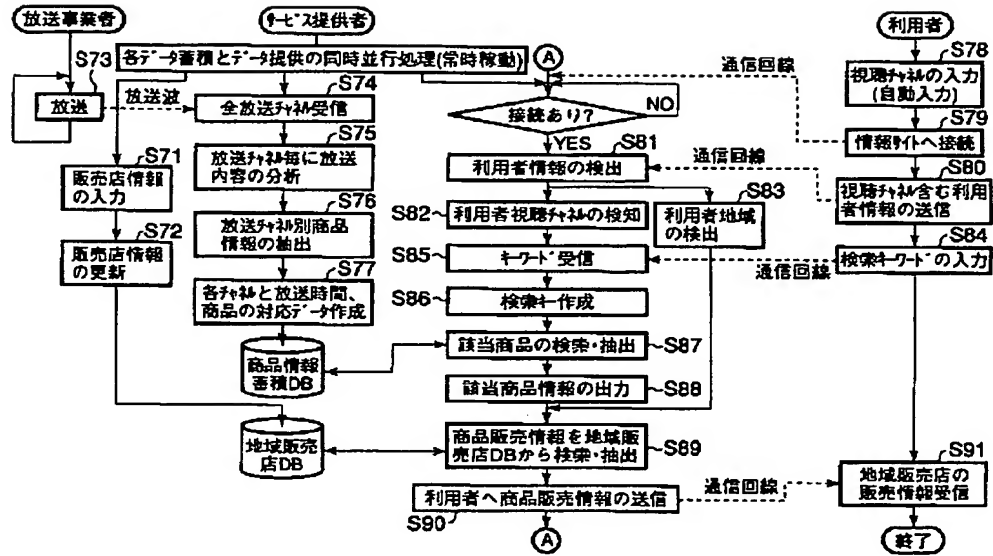 放送事業者
S73
放送
放送波
サービス提供者
各データ蓄積とデータ提供の同時並行処理(常時稼動)
S74
全放送チャネル受信
S75
放送チャネル毎に放送
内容の分析
S76
放送チャネル別商品
情報の抽出
S77
各チャネルと放送時間、
商品の対応データ作成
商品情報
蓄積DB
S71
販売店情報
の入力
S72
販売店情報
の更新
地域販売
店DB
A
接続あり?
NO
YES
S81
利用者情報の検出
S82
利用者視聴チャネルの検知
S83
利用者地域
の検出
S85
キーワード受信
S86
検索キー作成
該当商品の検索・抽出
S87
該当商品情報の出力
S88
商品販売情報を地域販
売店DBから検索・抽出
S89
利用者へ商品販売情報の送信
S90
A
通信回線
通信回線
通信回線
通信回線
利用者
S78
視聴チャネルの入力
(自動入力)
S79
情報サイトへ接続
S80
視聴チャネル含む利用
者情報の送信
S84
検索キーワードの入力
S91
地域販売店の
販売情報受信
終了